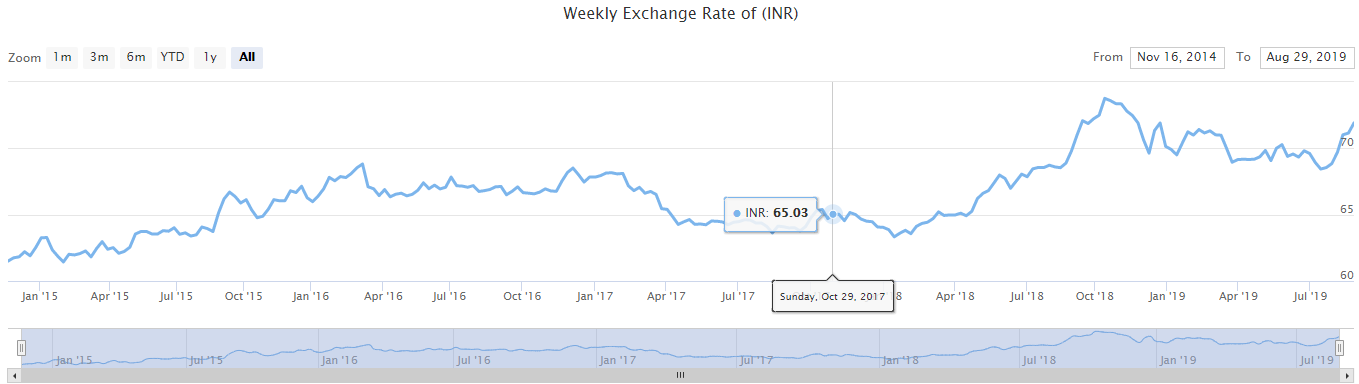 Weekly Exchange Rate of (INR)
Zoom 1m 3m 6m YTD 1y All From Nov 16, 2014 To Aug 29, 2019
70
INR: 65.03
65
60
Jan '15 Apr '15 Jul '15 Oct '15 Jan '16 Apr '16 Jul '16 Oct '16 Jan '17 Apr '17 Jul '17 Apr '18 Jul '18 Oct '18 Jan '19 Apr '19 Jul '19
Sunday, Oct 29, 2017
Jan '15 Jul '15 Jan '16 Jul '16 Jan '17 Jul '17 Jan '18 Jul '18 Jan '19 Jul '19